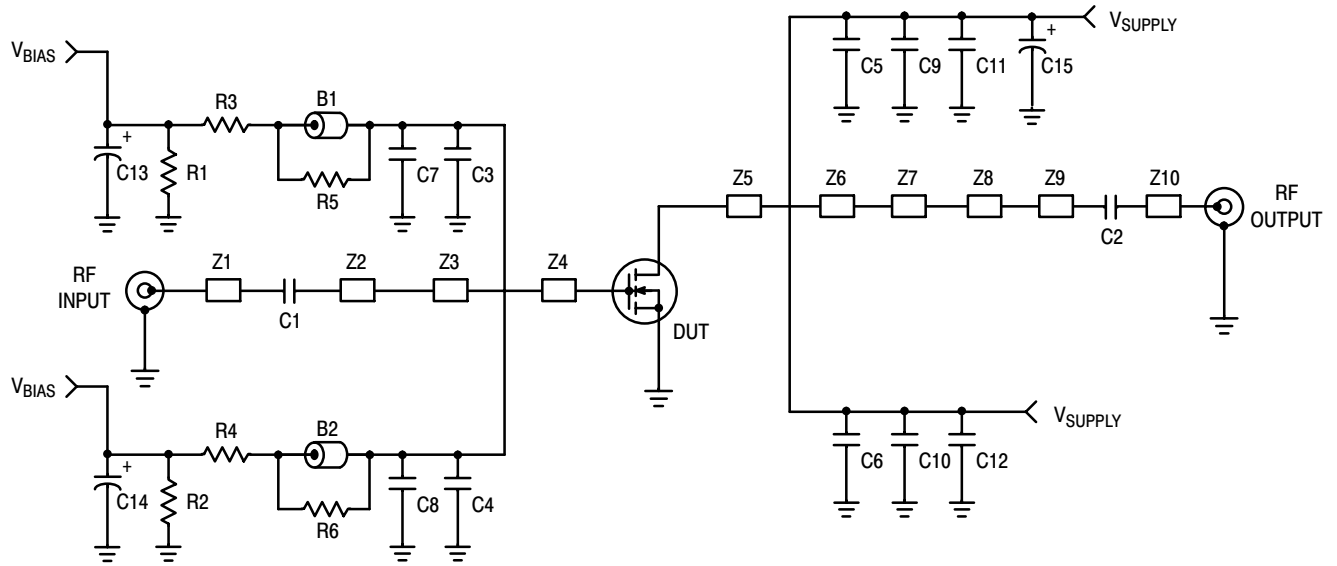 VBIAS
C13
+
R1
R3
B1
R5
C7
C3
RF
INPUT
Z1
C1
Z2
Z3
Z4
DUT
VBIAS
C14
+
R2
R4
B2
R6
C8
C4
Z5
Z6
Z7
Z8
Z9
C2
Z10
RF
OUTPUT
C5
C9
C11
+
C15
VSUPPLY
C6
C10
C12
VSUPPLY